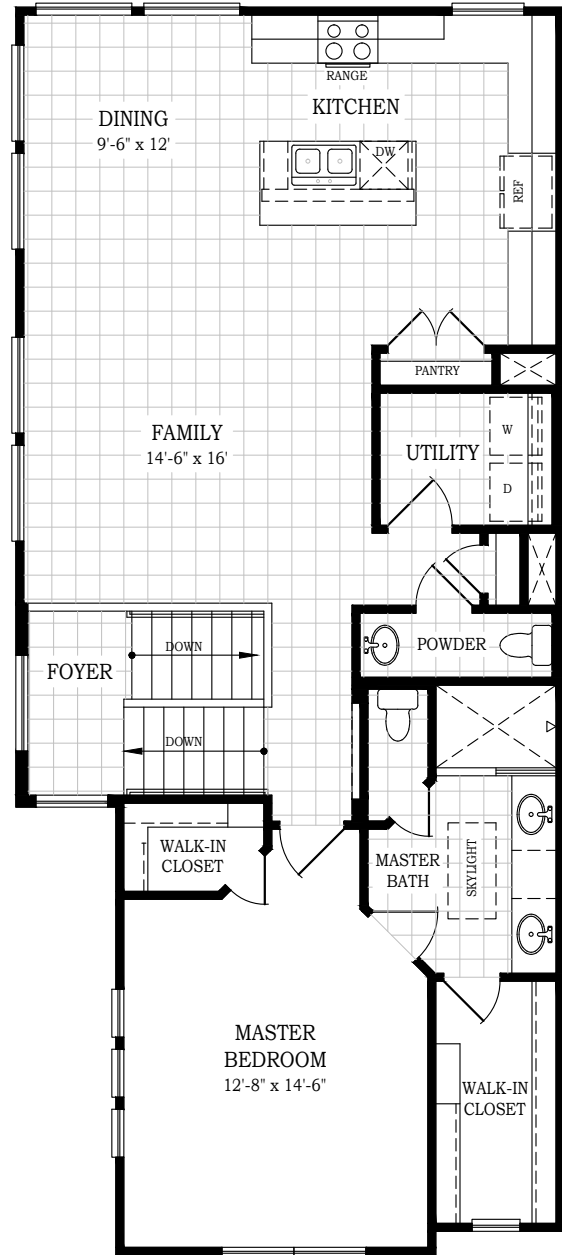 RANGE
KITCHEN
DINING
9'-6" x 12'
DW
REF
PANTRY
FAMILY
14'-6" x 16'
UTILITY
W
D
FOYER
DOWN
DOWN
POWDER
WALK-IN
CLOSET
MASTER
BATH
SKYLIGHT
MASTER
BEDROOM
12'-8" x 14'-6"
WALK-IN
CLOSET